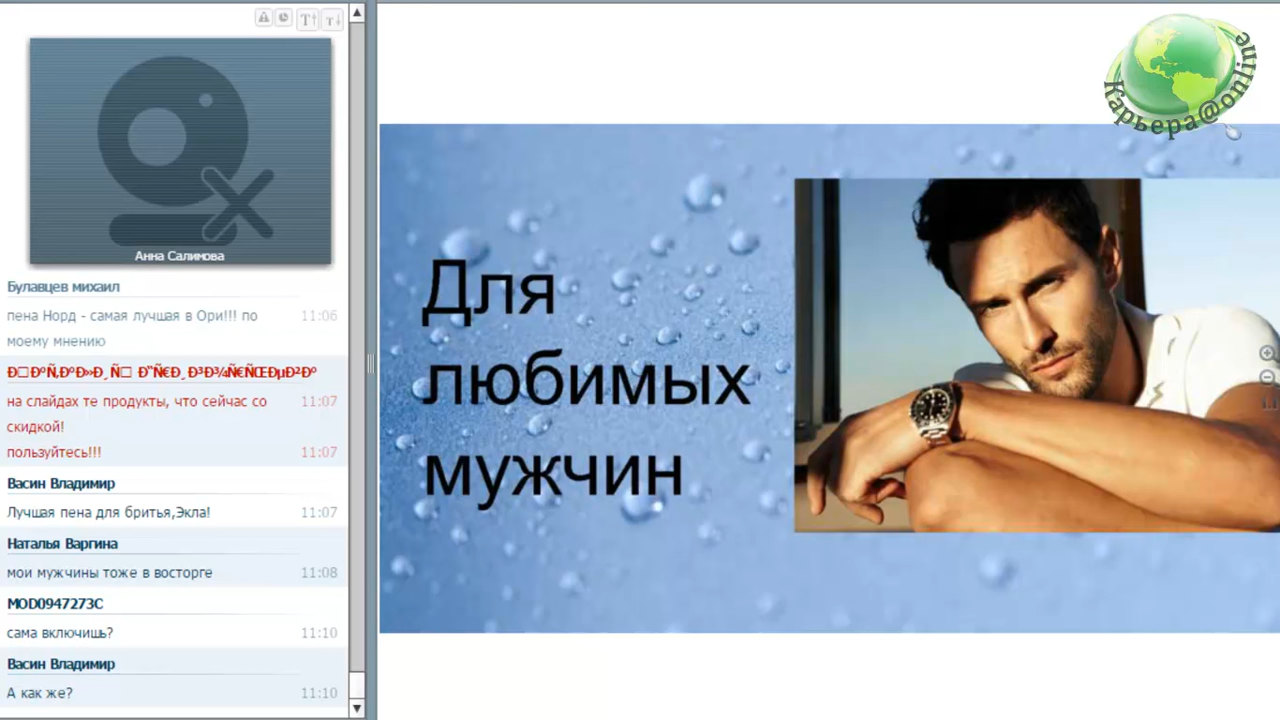 Анна Салимова
Булавцев михаил
пена Норд - самая лучшая в Ори!!! по 11:06
моему мнению
на слайдах те продукты, что сейчас со 11:07
скидкой!
пользуйтесь!!! 11:07
Васин Владимир
Лучшая пена для бритья,Экла! 11:07
Наталья Варгина
мои мужчины тоже в восторге 11:08
MOD0947273C
сама включишь? 11:10
Васин Владимир
А как же? 11:10
Карьера@online
Для
любимых
мужчин